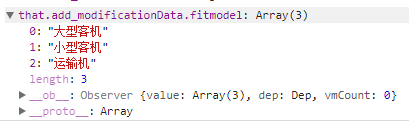 ▼ that.add_modificationData.fitmodel: Array(3)
0: "大型客机"
1: "小型客机"
2: "运输机"
length: 3
▶ __ob__: Observer {value: Array(3), dep: Dep, vmCount: 0}
▶ __proto__: Array